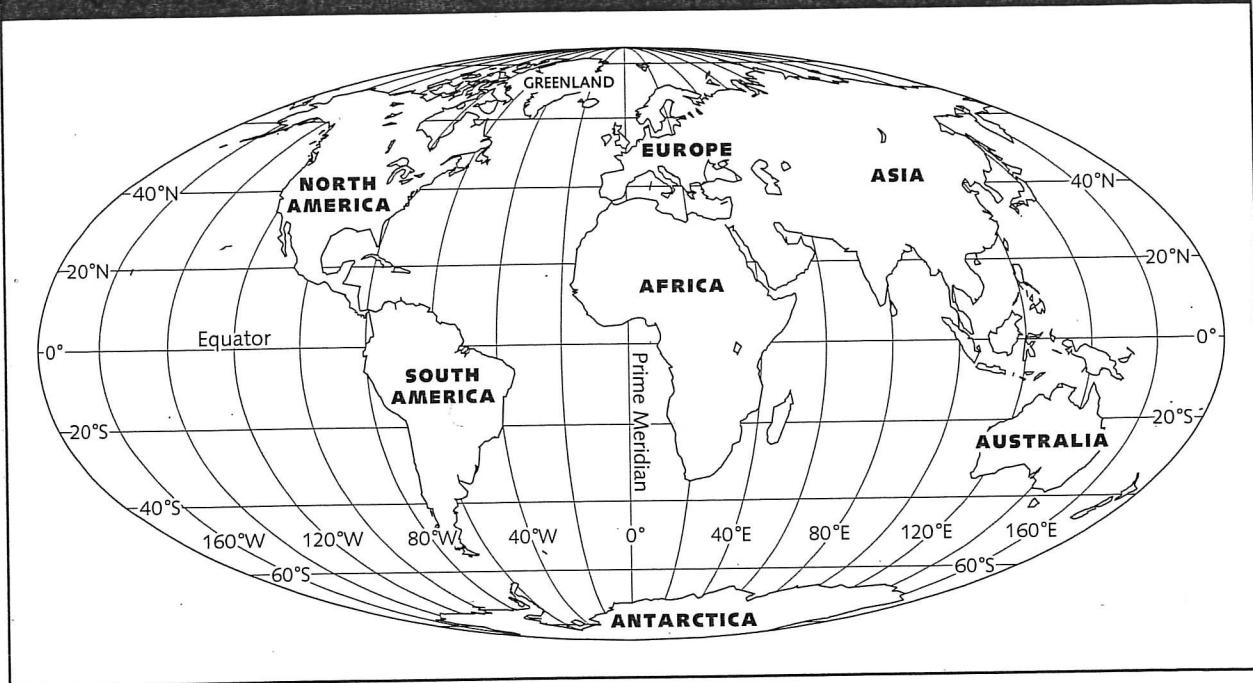 GREENLAND
EUROPE
ASIA
40°N
NORTH
AMERICA
40°N
20°N
AFRICA
20°N
Equator
0°
0°
Prime Meridian
SOUTH
AMERICA
20°S
20°S
AUSTRALIA
40°S
160°W
120°W
80°W
40°W
0°
40°E
80°E
120°E
160°E
60°S
60°S
ANTARCTICA